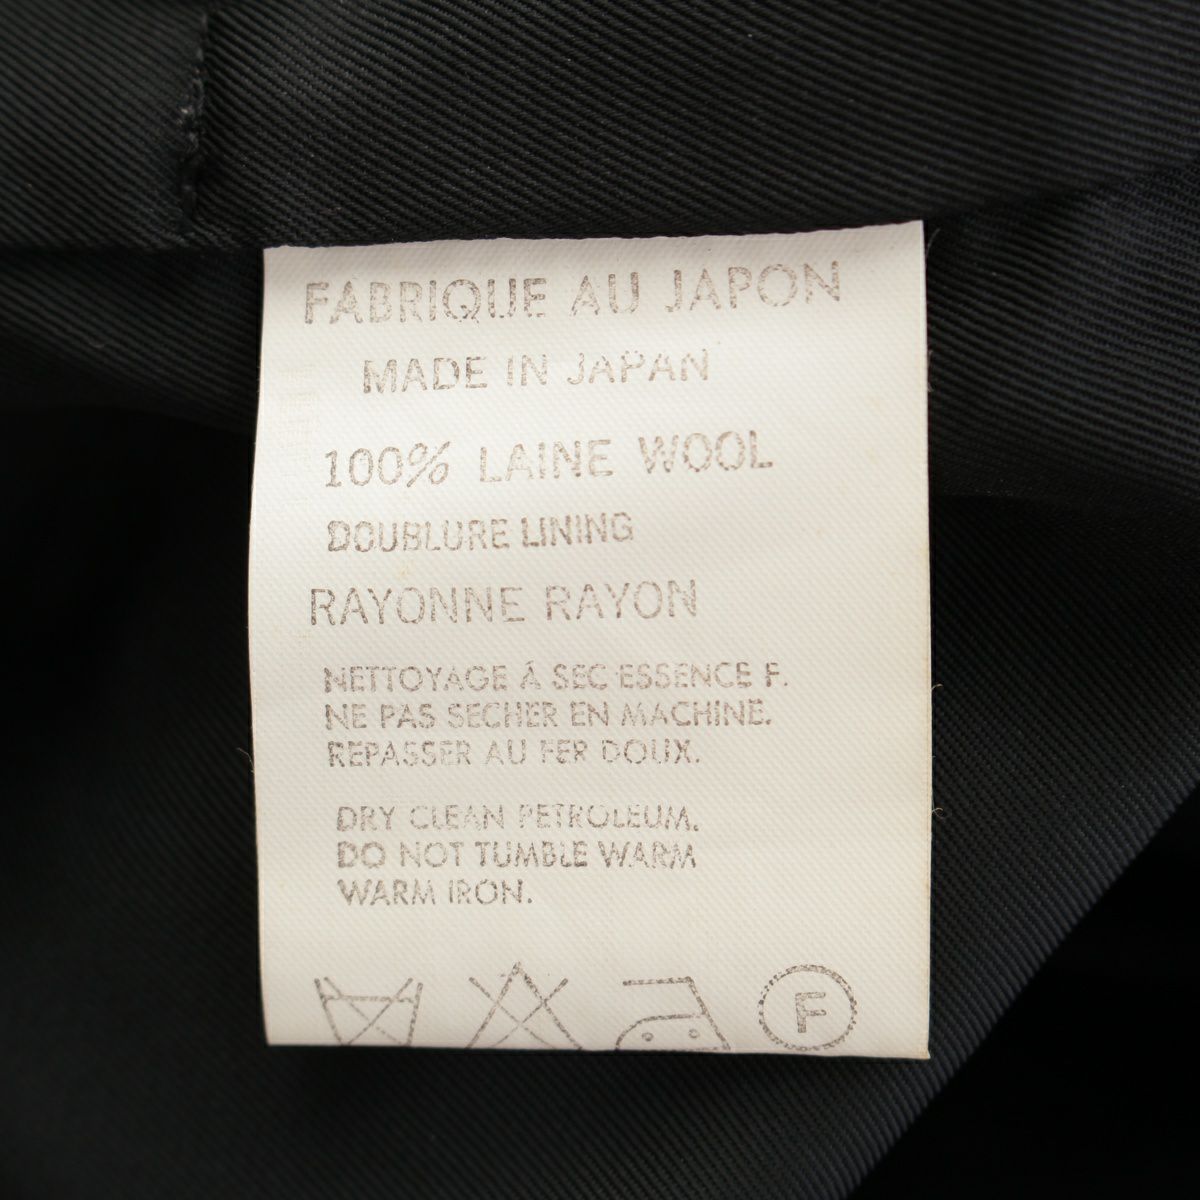 FABRIQUE AU JAPON
MADE IN JAPAN
100% LAINE WOOL
DOUBLURE LINING
RAYONNE RAYON
NETTOYAGE À SEC ESSENCE F.
NE PAS SECHER EN MACHINE.
REPASSER AU FER DOUX.
DRY CLEAN PETROLEUM.
DO NOT TUMBLE WARM
WARM IRON.
F